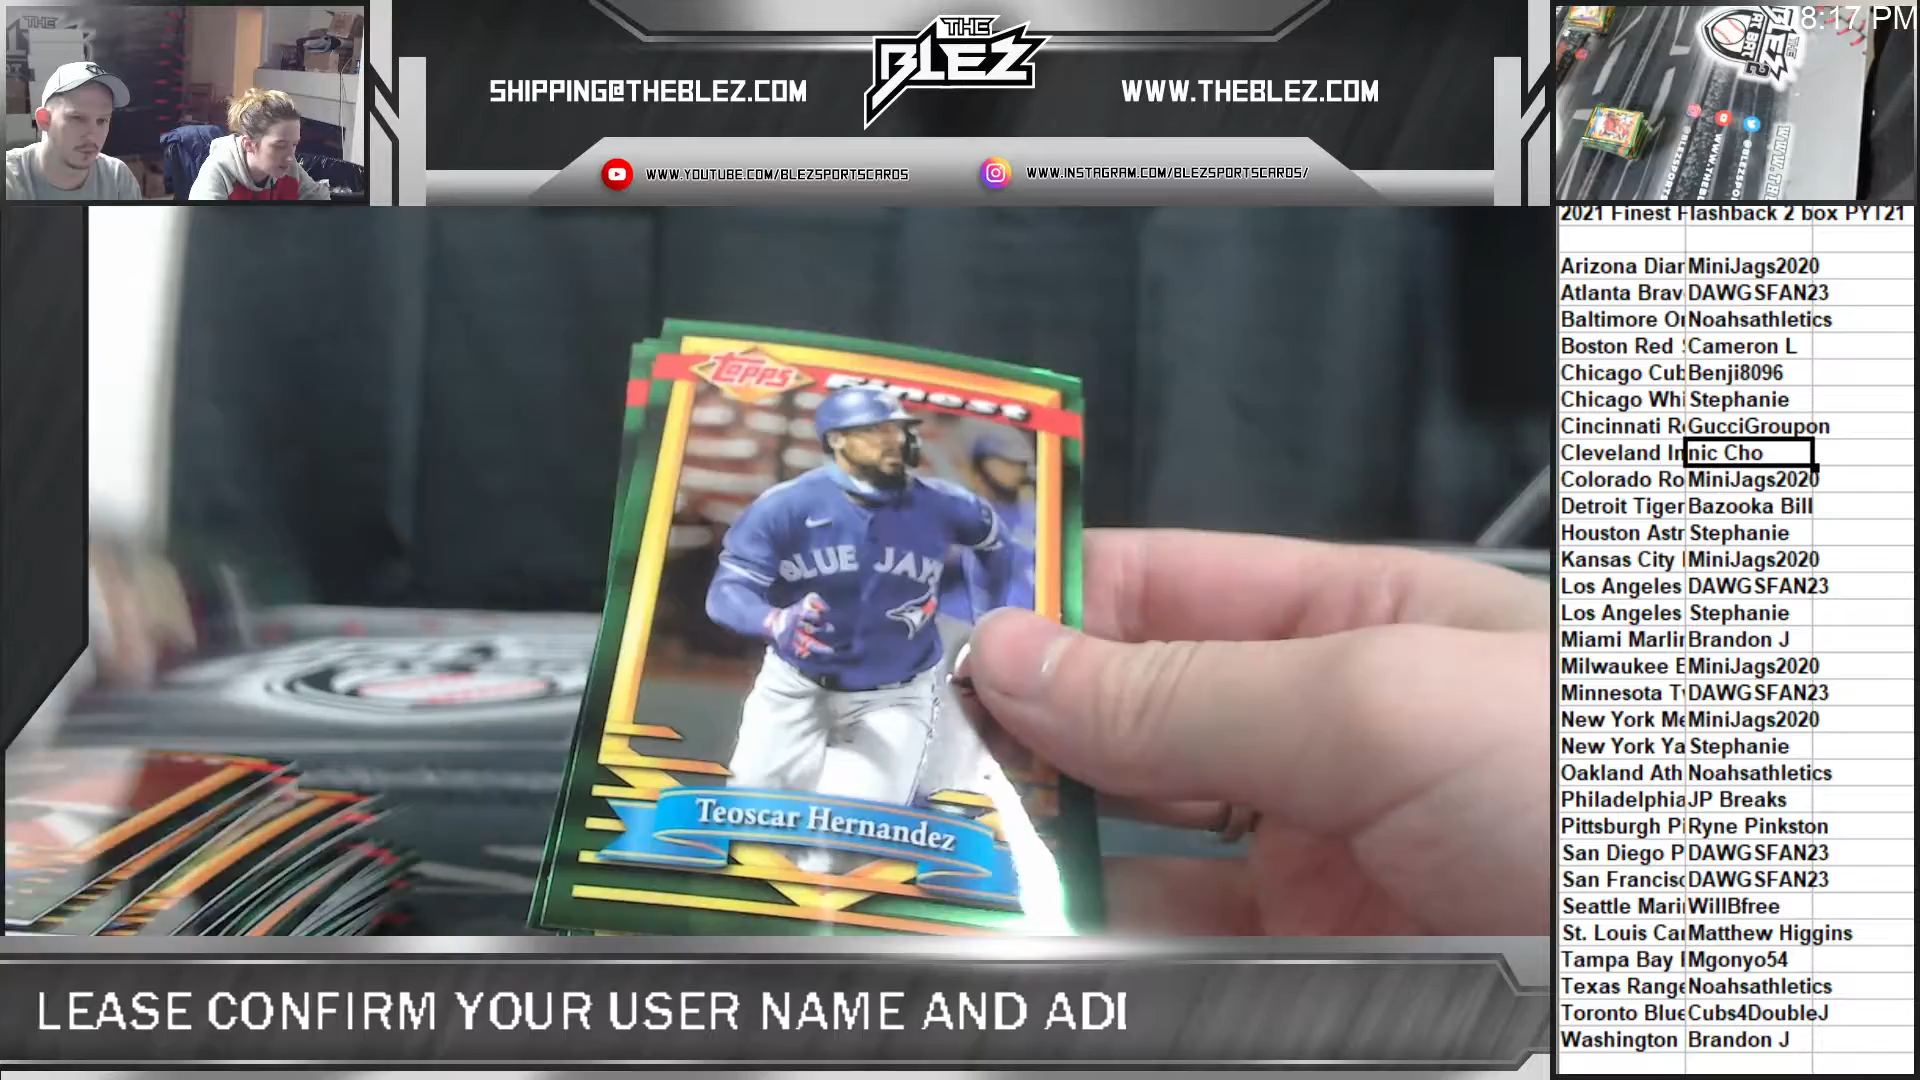 THE
BLEZ
SHIPPING@THEBLEZ.COM
WWW.THEBLEZ.COM
WWW.YOUTUBE.COM/BLEZSPORTSCARDS
WWW.INSTAGRAM.COM/BLEZSPORTSCARDS/
8:17 PM
2021 Finest Flashback 2 box PYT21
Arizona Diar MiniJags2020
Atlanta Brav DAWGSFAN23
Baltimore Or Noahsathletics
Boston Red Cameron L
Chicago Cub Benji8096
Chicago Whi Stephanie
Cincinnati Re GucciGroupon
Cleveland In nic Cho
Colorado Ro MiniJags2020
Detroit Tiger Bazooka Bill
Houston Astr Stephanie
Kansas City MiniJags2020
Los Angeles DAWGSFAN23
Los Angeles Stephanie
Miami Marlin Brandon J
Milwaukee B MiniJags2020
Minnesota Tw DAWGSFAN23
New York Me MiniJags2020
New York Ya Stephanie
Oakland Ath Noahsathletics
Philadelphia JP Breaks
Pittsburgh Pi Ryne Pinkston
San Diego P DAWGSFAN23
San Francisc DAWGSFAN23
Seattle Mari WillBfree
St. Louis Car Matthew Higgins
Tampa Bay Mgonyo54
Texas Range Noahsathletics
Toronto Blue Cubs4DoubleJ
Washington Brandon J
Topps
Finest
BLUE JAYS
Teoscar Hernandez
LEASE CONFIRM YOUR USER NAME AND ADI